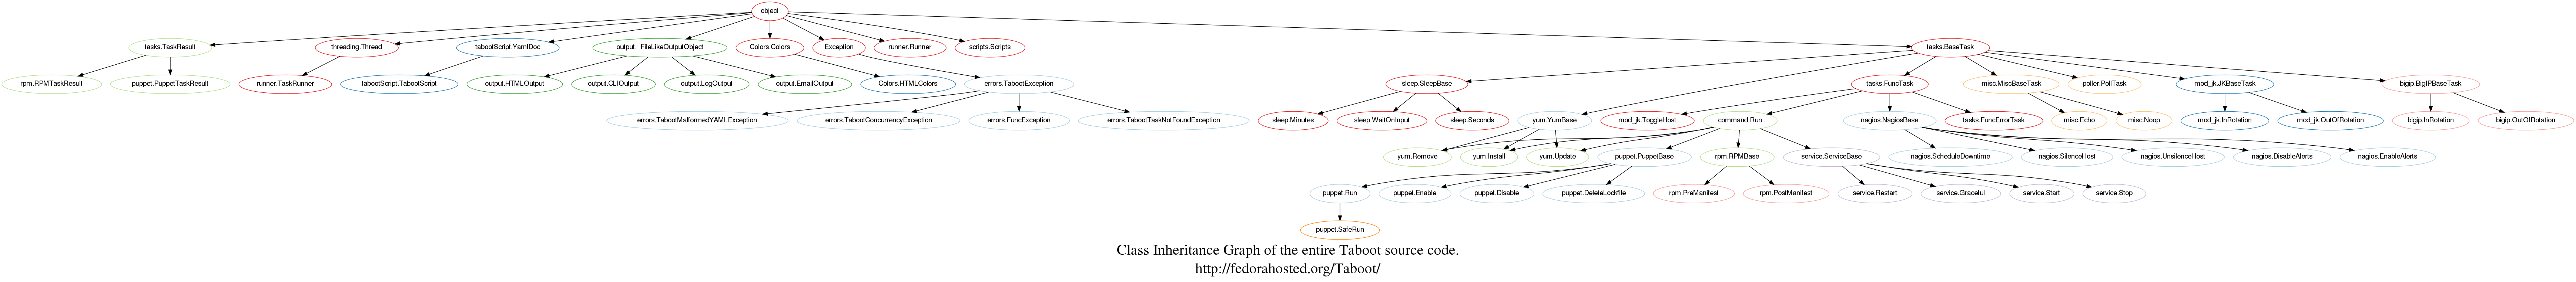 object
tasks.TaskResult
threading.Thread
tabootScript.YamlDoc
output._FileLikeOutputObject
Colors.Colors
Exception
runner.Runner
scripts.Scripts
tasks.BaseTask
rpm.RPMTaskResult
puppet.PuppetTaskResult
runner.TaskRunner
tabootScript.TabootScript
output.HTMLOutput
output.CLIOutput
output.LogOutput
output.EmailOutput
Colors.HTMLColors
errors.TabootException
sleep.SleepBase
tasks.FuncTask
misc.MiscBaseTask
poller.PollTask
mod_jk.JKBaseTask
bigip.BigIPBaseTask
errors.TabootMalformedYAMLException
errors.TabootConcurrencyException
errors.FuncException
errors.TabootTaskNotFoundException
sleep.Minutes
sleep.WaitOnInput
sleep.Seconds
yum.YumBase
mod_jk.ToggleHost
command.Run
nagios.NagiosBase
tasks.FuncErrorTask
misc.Echo
misc.Noop
mod_jk.InRotation
mod_jk.OutOfRotation
bigip.InRotation
bigip.OutOfRotation
yum.Remove
yum.Install
yum.Update
puppet.PuppetBase
rpm.RPMBase
service.ServiceBase
nagios.ScheduleDowntime
nagios.SilenceHost
nagios.UnsilenceHost
nagios.DisableAlerts
nagios.EnableAlerts
puppet.Run
puppet.Enable
puppet.Disable
puppet.DeleteLockfile
rpm.PreManifest
rpm.PostManifest
service.Restart
service.Graceful
service.Start
service.Stop
puppet.SafeRun
Class Inheritance Graph of the entire Taboot source code.
http://fedorahosted.org/Taboot/